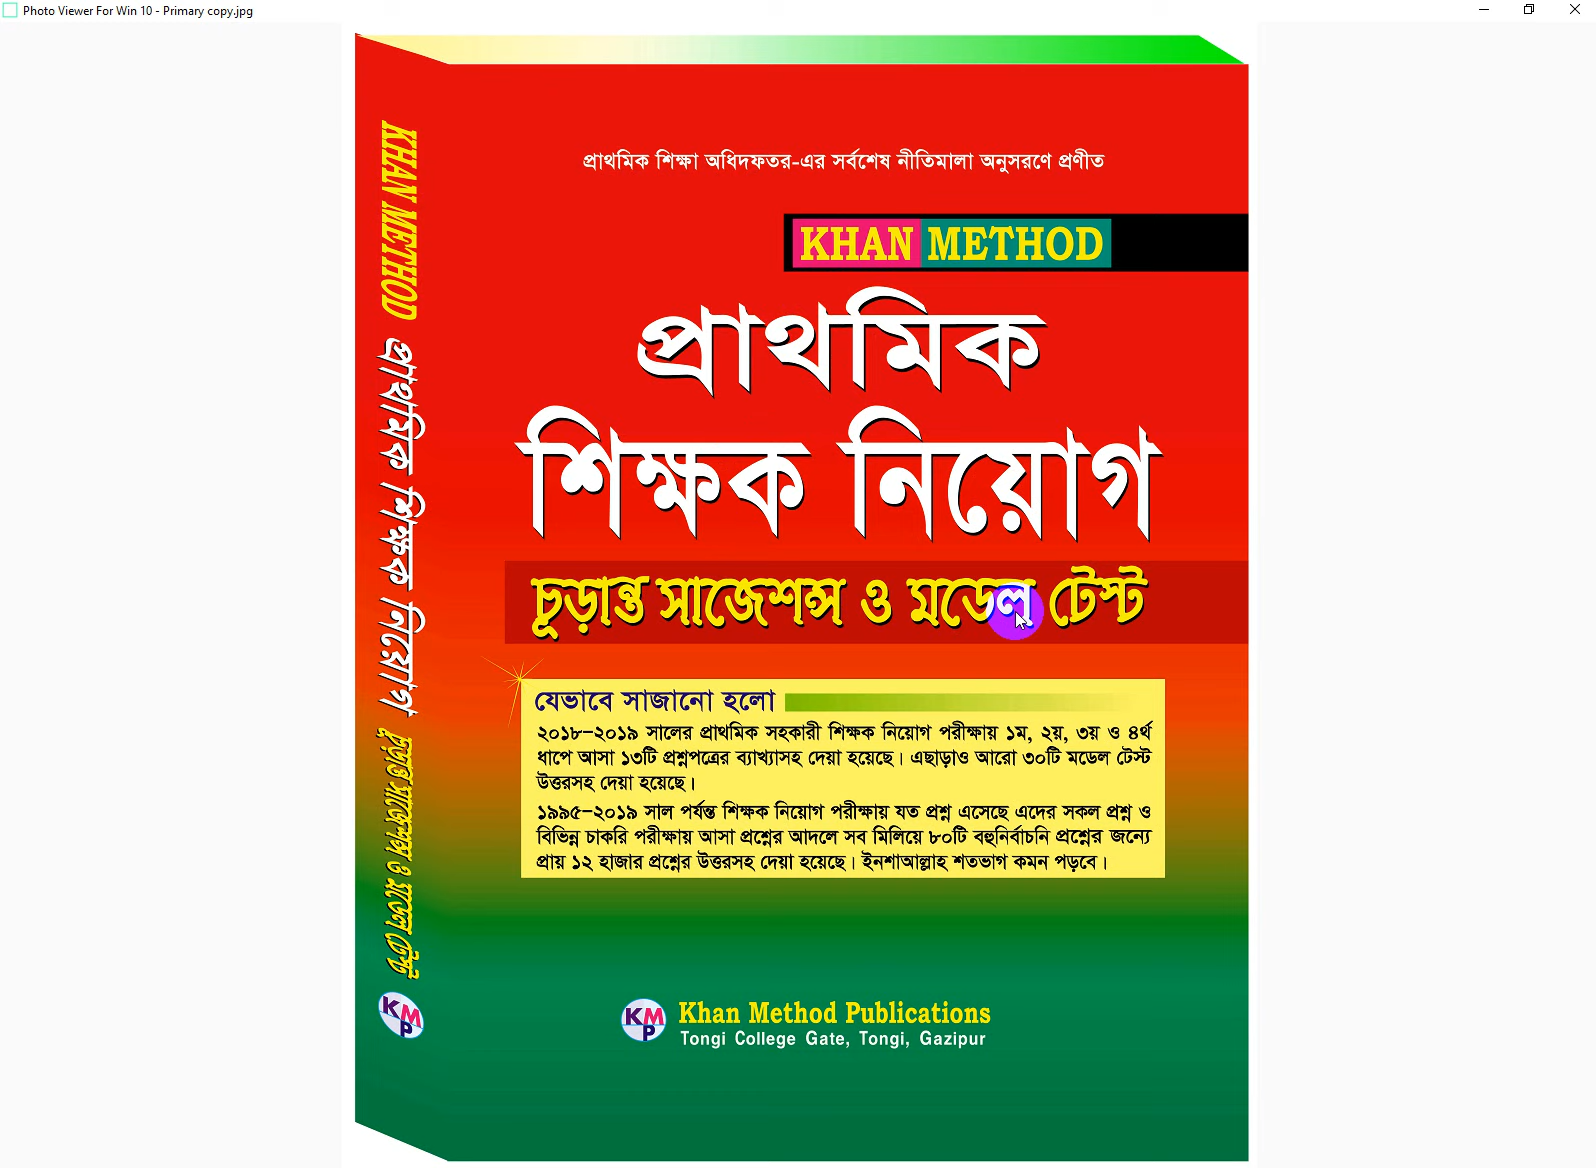 Photo Viewer For Win 10 - Primary copy.jpg
প্রাথমিক শিক্ষা অধিদফতর-এর সর্বশেষ নীতিমালা অনুসরণে প্রণীত
KHAN METHOD
প্রাথমিক
শিক্ষক নিয়োগ
চূড়ান্ত সাজেশন্স ও মডেল টেস্ট
যেভাবে সাজানো হলো
২০১৮–২০১৯ সালের প্রাথমিক সহকারী শিক্ষক নিয়োগ পরীক্ষায় ১ম, ২য়, ৩য় ও ৪র্থ
ধাপে আসা ১৩টি প্রশ্নপত্রের ব্যাখ্যাসহ দেয়া হয়েছে। এছাড়াও আরো ৩০টি মডেল টেস্ট
উত্তরসহ দেয়া হয়েছে।
১৯৯৫–২০১৯ সাল পর্যন্ত শিক্ষক নিয়োগ পরীক্ষায় যত প্রশ্ন এসেছে এদের সকল প্রশ্ন ও
বিভিন্ন চাকরি পরীক্ষায় আসা প্রশ্নের আদলে সব মিলিয়ে ৮০টি বহুনির্বাচনি প্রশ্নের জন্যে
প্রায় ১২ হাজার প্রশ্নের উত্তরসহ দেয়া হয়েছে। ইনশাআল্লাহ শতভাগ কমন পড়বে।
KMP Khan Method Publications
Tongi College Gate, Tongi, Gazipur
KHAN METHOD প্রাথমিক শিক্ষক নিয়োগ চূড়ান্ত সাজেশন্স ও মডেল টেস্ট
KMP